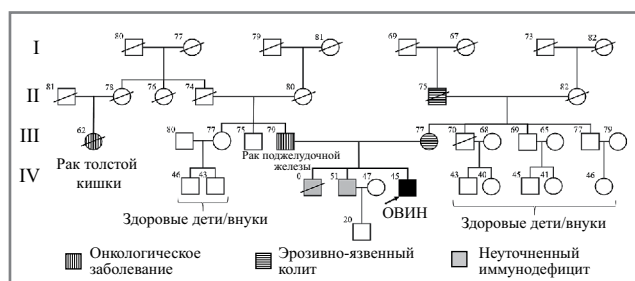 I 80 77 79 81 69 67 73 82
II 81 78 76 74 80 75 82
III 62 80 77 75 79 77 70 68 69 65 77 79
Рак толстой
кишки
Рак поджелудочной
железы
IV 46 43 0 51 47 45 43 40 45 41 46
ОВИН
20
Здоровые дети/внуки
Здоровые дети/внуки
Онкологическое
заболевание
Эрозивно-язвенный
колит
Неуточненный
иммунодефицит